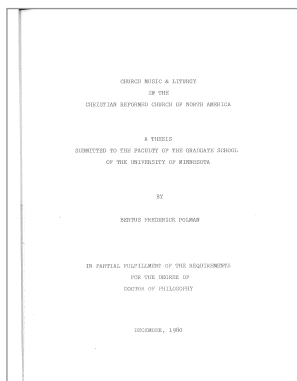 CHURCH MUSIC & LITURGY
IN THE
CHRISTIAN REFORMED CHURCH OF NORTH AMERICA
A THESIS
SUBMITTED TO THE FACULTY OF THE GRADUATE SCHOOL
OF THE UNIVERSITY OF MINNESOTA
BY
BERTUS FREDERICK POLMAN
IN PARTIAL FULFILLMENT OF THE REQUIREMENTS
FOR THE DEGREE OF
DOCTOR OF PHILOSOPHY
DECEMBER, 1980